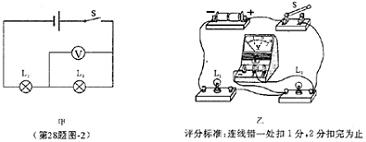 S
V
L₁
L₂
甲
(第28题图-2)
− +
S
V
L₁
L₂
乙
评分标准:连线错一处扣1分,2分扣完为止